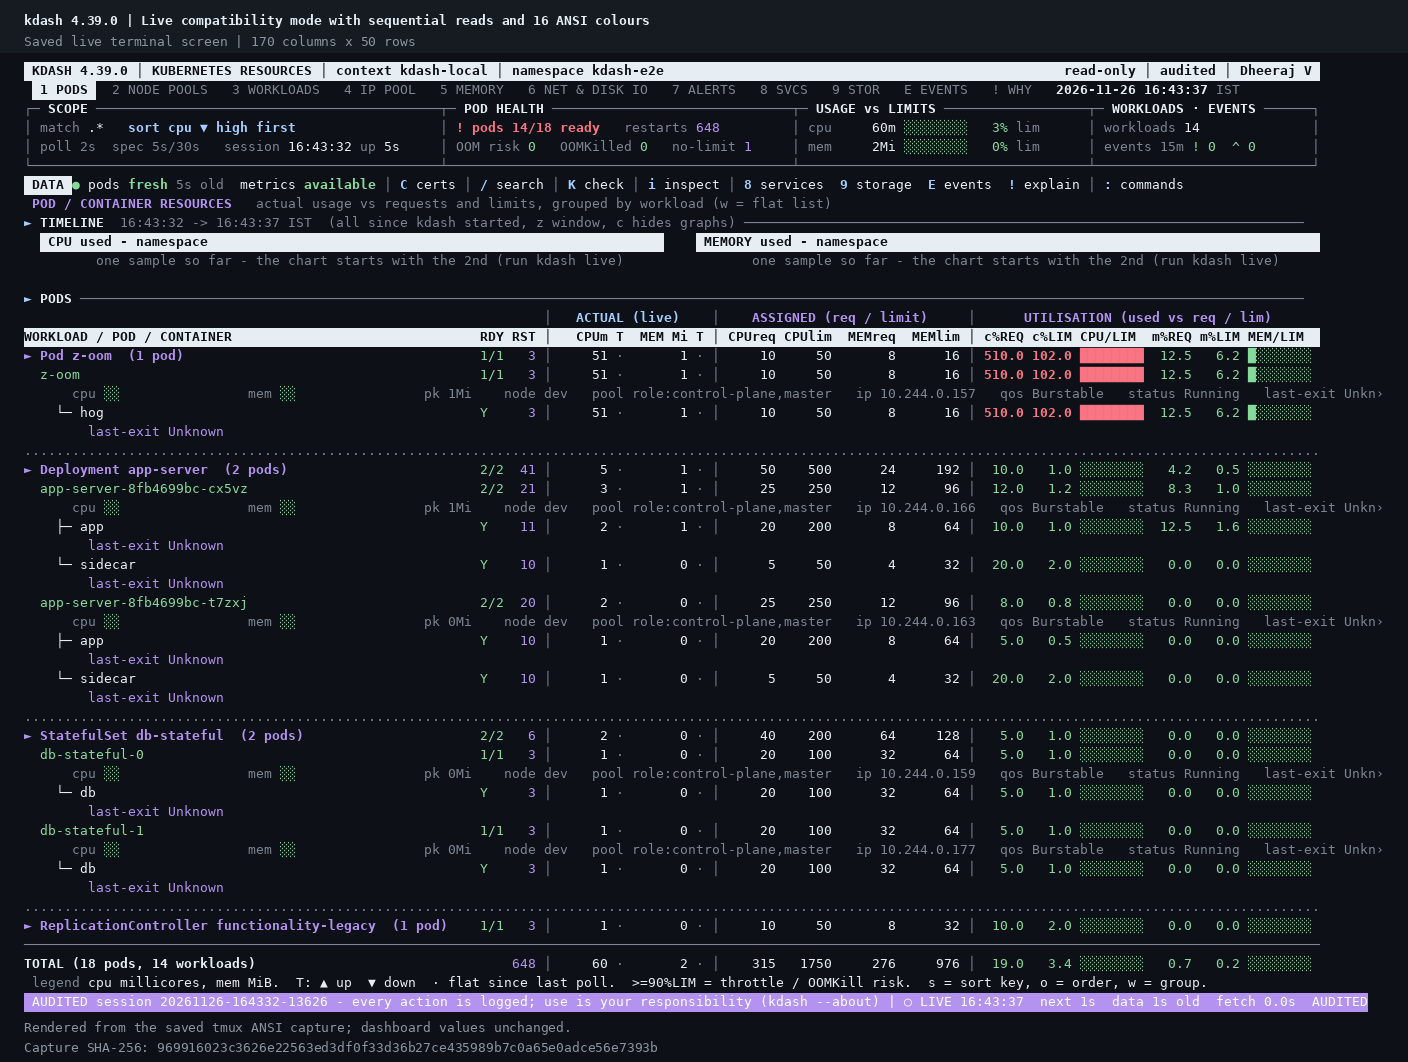 kdash 4.39.0 | Live compatibility mode with sequential reads and 16 ANSI colours
Saved live terminal screen | 170 columns x 50 rows
KDASH 4.39.0 │ KUBERNETES RESOURCES │ context kdash-local │ namespace kdash-e2e read-only │ audited │ Dheeraj V
1 PODS 2 NODE POOLS 3 WORKLOADS 4 IP POOL 5 MEMORY 6 NET & DISK IO 7 ALERTS 8 SVCS 9 STOR E EVENTS ! WHY 2026-11-26 16:43:37 IST
SCOPE POD HEALTH USAGE vs LIMITS WORKLOADS · EVENTS
│ match .* sort cpu ▼ high first │ ! pods 14/18 ready restarts 648 │ cpu 60m ░░░░░░░░ 3% lim │ workloads 14 │
│ poll 2s spec 5s/30s session 16:43:32 up 5s │ OOM risk 0 OOMKilled 0 no-limit 1 │ mem 2Mi ░░░░░░░░ 0% lim │ events 15m ! 0 ^ 0 │
DATA ● pods fresh 5s old metrics available │ C certs │ / search │ K check │ i inspect │ 8 services 9 storage E events ! explain │ : commands
POD / CONTAINER RESOURCES actual usage vs requests and limits, grouped by workload (w = flat list)
► TIMELINE 16:43:32 -> 16:43:37 IST (all since kdash started, z window, c hides graphs)
CPU used - namespace MEMORY used - namespace
one sample so far - the chart starts with the 2nd (run kdash live) one sample so far - the chart starts with the 2nd (run kdash live)
► PODS
│ ACTUAL (live) │ ASSIGNED (req / limit) │ UTILISATION (used vs req / lim)
WORKLOAD / POD / CONTAINER RDY RST │ CPUm T MEM Mi T │ CPUreq CPUlim MEMreq MEMlim │ c%REQ c%LIM CPU/LIM m%REQ m%LIM MEM/LIM
► Pod z-oom (1 pod) 1/1 3 │ 51 · 1 · │ 10 50 8 16 │ 510.0 102.0 ████████ 12.5 6.2 █░░░░░░░
z-oom 1/1 3 │ 51 · 1 · │ 10 50 8 16 │ 510.0 102.0 ████████ 12.5 6.2 █░░░░░░░
cpu ░░ mem ░░ pk 1Mi node dev pool role:control-plane,master ip 10.244.0.157 qos Burstable status Running last-exit Unkn›
└─ hog Y 3 │ 51 · 1 · │ 10 50 8 16 │ 510.0 102.0 ████████ 12.5 6.2 █░░░░░░░
last-exit Unknown
► Deployment app-server (2 pods) 2/2 41 │ 5 · 1 · │ 50 500 24 192 │ 10.0 1.0 ░░░░░░░░ 4.2 0.5 ░░░░░░░░
app-server-8fb4699bc-cx5vz 2/2 21 │ 3 · 1 · │ 25 250 12 96 │ 12.0 1.2 ░░░░░░░░ 8.3 1.0 ░░░░░░░░
cpu ░░ mem ░░ pk 1Mi node dev pool role:control-plane,master ip 10.244.0.166 qos Burstable status Running last-exit Unkn›
├─ app Y 11 │ 2 · 1 · │ 20 200 8 64 │ 10.0 1.0 ░░░░░░░░ 12.5 1.6 ░░░░░░░░
last-exit Unknown
└─ sidecar Y 10 │ 1 · 0 · │ 5 50 4 32 │ 20.0 2.0 ░░░░░░░░ 0.0 0.0 ░░░░░░░░
last-exit Unknown
app-server-8fb4699bc-t7zxj 2/2 20 │ 2 · 0 · │ 25 250 12 96 │ 8.0 0.8 ░░░░░░░░ 0.0 0.0 ░░░░░░░░
cpu ░░ mem ░░ pk 0Mi node dev pool role:control-plane,master ip 10.244.0.163 qos Burstable status Running last-exit Unkn›
├─ app Y 10 │ 1 · 0 · │ 20 200 8 64 │ 5.0 0.5 ░░░░░░░░ 0.0 0.0 ░░░░░░░░
last-exit Unknown
└─ sidecar Y 10 │ 1 · 0 · │ 5 50 4 32 │ 20.0 2.0 ░░░░░░░░ 0.0 0.0 ░░░░░░░░
last-exit Unknown
► StatefulSet db-stateful (2 pods) 2/2 6 │ 2 · 0 · │ 40 200 64 128 │ 5.0 1.0 ░░░░░░░░ 0.0 0.0 ░░░░░░░░
db-stateful-0 1/1 3 │ 1 · 0 · │ 20 100 32 64 │ 5.0 1.0 ░░░░░░░░ 0.0 0.0 ░░░░░░░░
cpu ░░ mem ░░ pk 0Mi node dev pool role:control-plane,master ip 10.244.0.159 qos Burstable status Running last-exit Unkn›
└─ db Y 3 │ 1 · 0 · │ 20 100 32 64 │ 5.0 1.0 ░░░░░░░░ 0.0 0.0 ░░░░░░░░
last-exit Unknown
db-stateful-1 1/1 3 │ 1 · 0 · │ 20 100 32 64 │ 5.0 1.0 ░░░░░░░░ 0.0 0.0 ░░░░░░░░
cpu ░░ mem ░░ pk 0Mi node dev pool role:control-plane,master ip 10.244.0.177 qos Burstable status Running last-exit Unkn›
└─ db Y 3 │ 1 · 0 · │ 20 100 32 64 │ 5.0 1.0 ░░░░░░░░ 0.0 0.0 ░░░░░░░░
last-exit Unknown
► ReplicationController functionality-legacy (1 pod) 1/1 3 │ 1 · 0 · │ 10 50 8 32 │ 10.0 2.0 ░░░░░░░░ 0.0 0.0 ░░░░░░░░
TOTAL (18 pods, 14 workloads) 648 │ 60 · 2 · │ 315 1750 276 976 │ 19.0 3.4 ░░░░░░░░ 0.7 0.2 ░░░░░░░░
legend cpu millicores, mem MiB. T: ▲ up ▼ down · flat since last poll. >=90%LIM = throttle / OOMKill risk. s = sort key, o = order, w = group.
AUDITED session 20261126-164332-13626 - every action is logged; use is your responsibility (kdash --about) | ○ LIVE 16:43:37 next 1s data 1s old fetch 0.0s AUDITED
Rendered from the saved tmux ANSI capture; dashboard values unchanged.
Capture SHA-256: 969916023c3626e22563ed3df0f33d36b27ce435989b7c0a65e0adce56e7393b